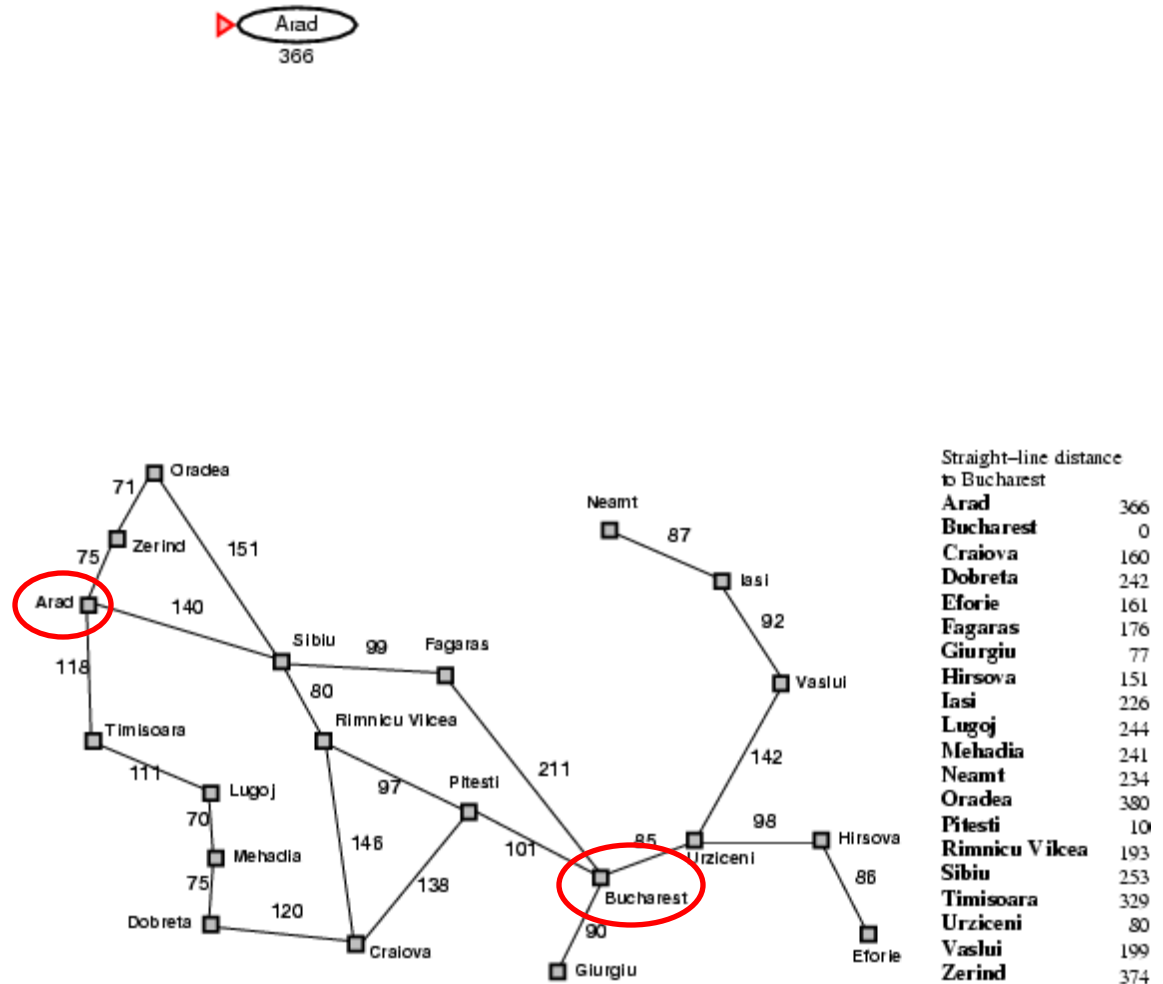 Arad
366
Oradea
71
Neamt
87
Zerind
75
151
Iasi
Arad
140
92
Sibiu
99
Fagaras
118
80
Vaslui
Rimnicu Vilcea
Timisoara
111
211
142
Lugoj
97
Pitesti
70
98
Hirsova
146
101
85
Urziceni
Mehadia
75
138
86
Bucharest
120
Dobreta
90
Craiova
Eforie
Giurgiu
Straight–line distance
to Bucharest
Arad 366
Bucharest 0
Craiova 160
Dobreta 242
Eforie 161
Fagaras 176
Giurgiu 77
Hirsova 151
Iasi 226
Lugoj 244
Mehadia 241
Neamt 234
Oradea 380
Pitesti 10
Rimnicu Vilcea 193
Sibiu 253
Timisoara 329
Urziceni 80
Vaslui 199
Zerind 374